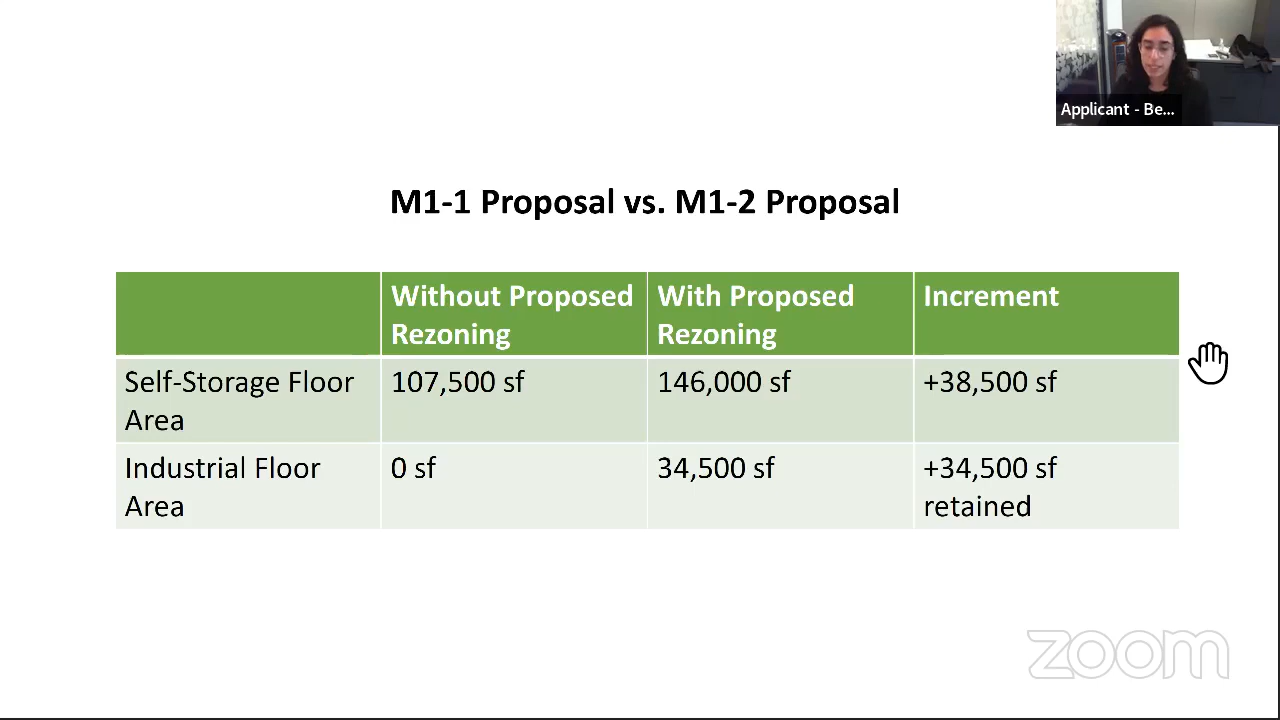 Applicant - Be...
M1-1 Proposal vs. M1-2 Proposal
Without Proposed Rezoning
With Proposed Rezoning
Increment
Self-Storage Floor Area
107,500 sf
146,000 sf
+38,500 sf
Industrial Floor Area
0 sf
34,500 sf
+34,500 sf retained
zoom